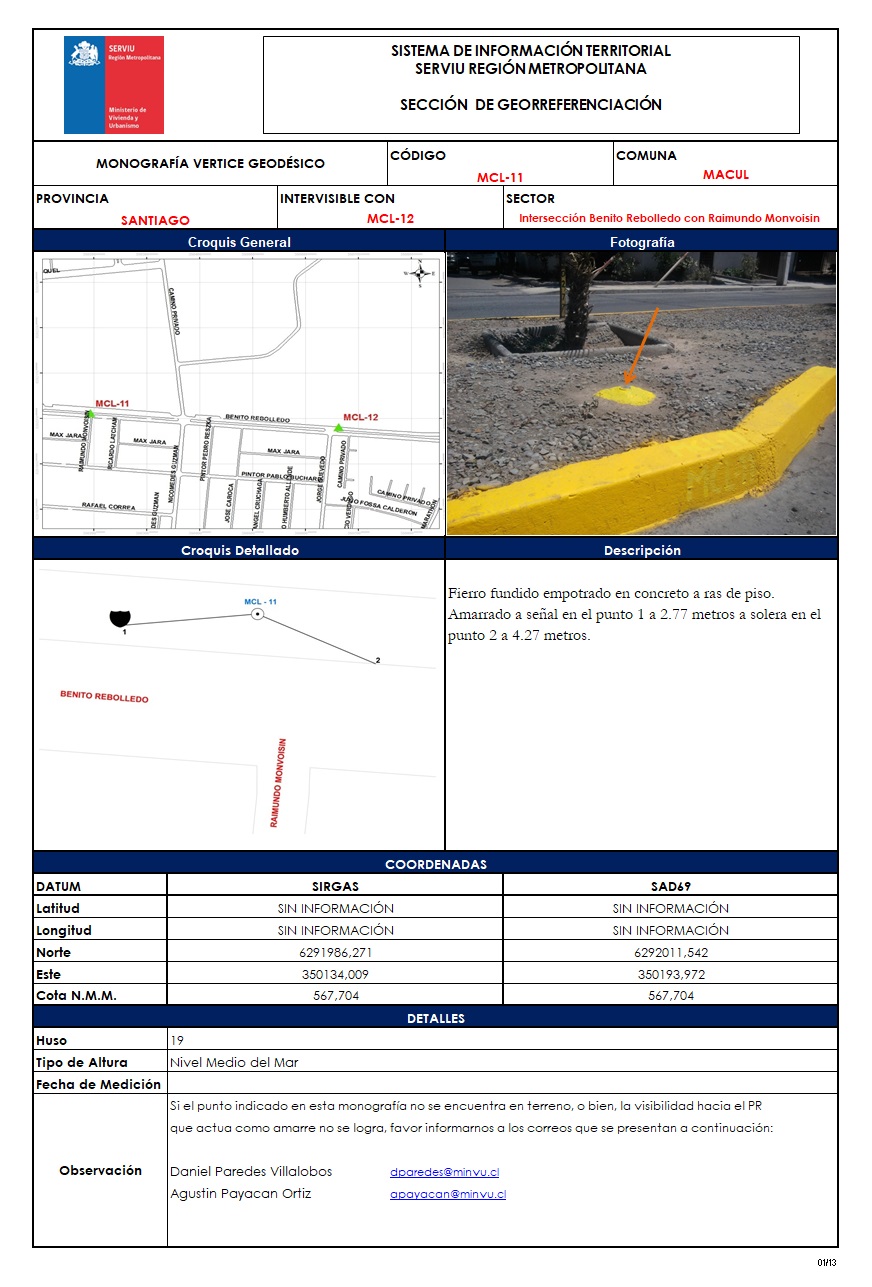 SERVIU
Región Metropolitana
Ministerio de
Vivienda y
Urbanismo
SISTEMA DE INFORMACIÓN TERRITORIAL
SERVIU REGIÓN METROPOLITANA
SECCIÓN DE GEORREFERENCIACIÓN
MONOGRAFÍA VERTICE GEODÉSICO
CÓDIGO
MCL-11
COMUNA
MACUL
PROVINCIA
SANTIAGO
INTERVISIBLE CON
MCL-12
SECTOR
Intersección Benito Rebolledo con Raimundo Monvoisin
Croquis General
Fotografía
QUEL
CAMINO PRIVADO
MCL-11
BENITO REBOLLEDO
MCL-12
MAX JARA
RAIMUNDO MONVOISIN
RICARDO LATCHAM
MAX JARA
NICOMEDES GUZMAN
PINTOR PEDRO RESZKA
MAX JARA
PINTOR PABLO BUCHAR
JORGE QUEVEDO
CAMINO PRIVADO
CAMINO PRIVADO
JULIO FOSSA CALDERON
MARATHON
RAFAEL CORREA
DES GUZMAN
JOSE CAROCA
ANGEL CRUCHAGA
O HUMBERTO ALLENDE
CIO VERDUGO
Croquis Detallado
Descripción
MCL - 11
1
2
BENITO REBOLLEDO
RAIMUNDO MONVOISIN
Fierro fundido empotrado en concreto a ras de piso.
Amarrado a señal en el punto 1 a 2.77 metros a solera en el
punto 2 a 4.27 metros.
COORDENADAS
DATUM SIRGAS SAD69
Latitud SIN INFORMACIÓN SIN INFORMACIÓN
Longitud SIN INFORMACIÓN SIN INFORMACIÓN
Norte 6291986,271 6292011,542
Este 350134,009 350193,972
Cota N.M.M. 567,704 567,704
DETALLES
Huso 19
Tipo de Altura Nivel Medio del Mar
Fecha de Medición
Observación
Si el punto indicado en esta monografía no se encuentra en terreno, o bien, la visibilidad hacia el PR
que actua como amarre no se logra, favor informarnos a los correos que se presentan a continuación:
Daniel Paredes Villalobos dparedes@minvu.cl
Agustin Payacan Ortiz apayacan@minvu.cl
01/13